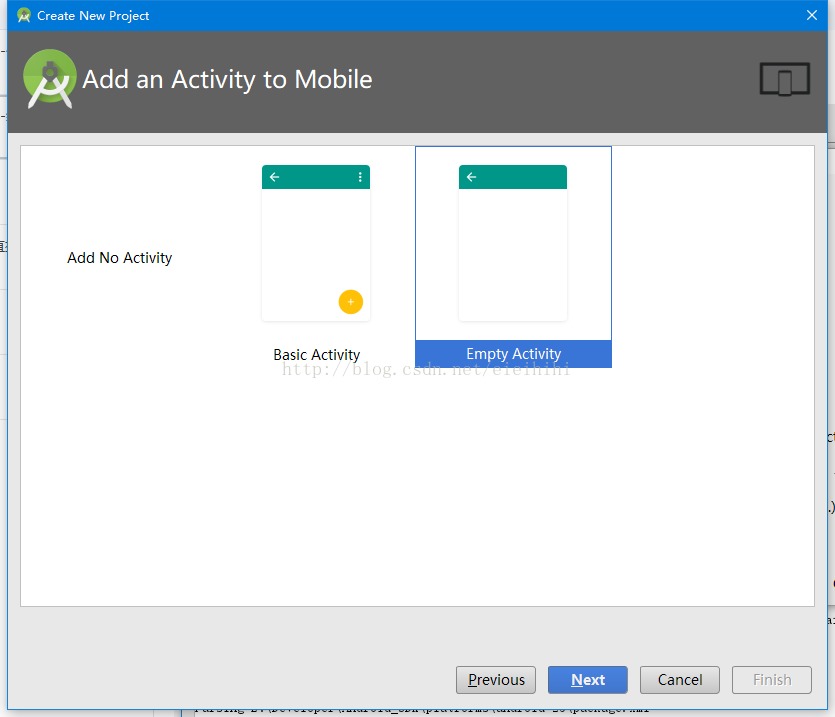 Create New Project
Add an Activity to Mobile
Add No Activity
Basic Activity
Empty Activity
http://blog.csdn.net/eieihihi
Previous
Next
Cancel
Finish